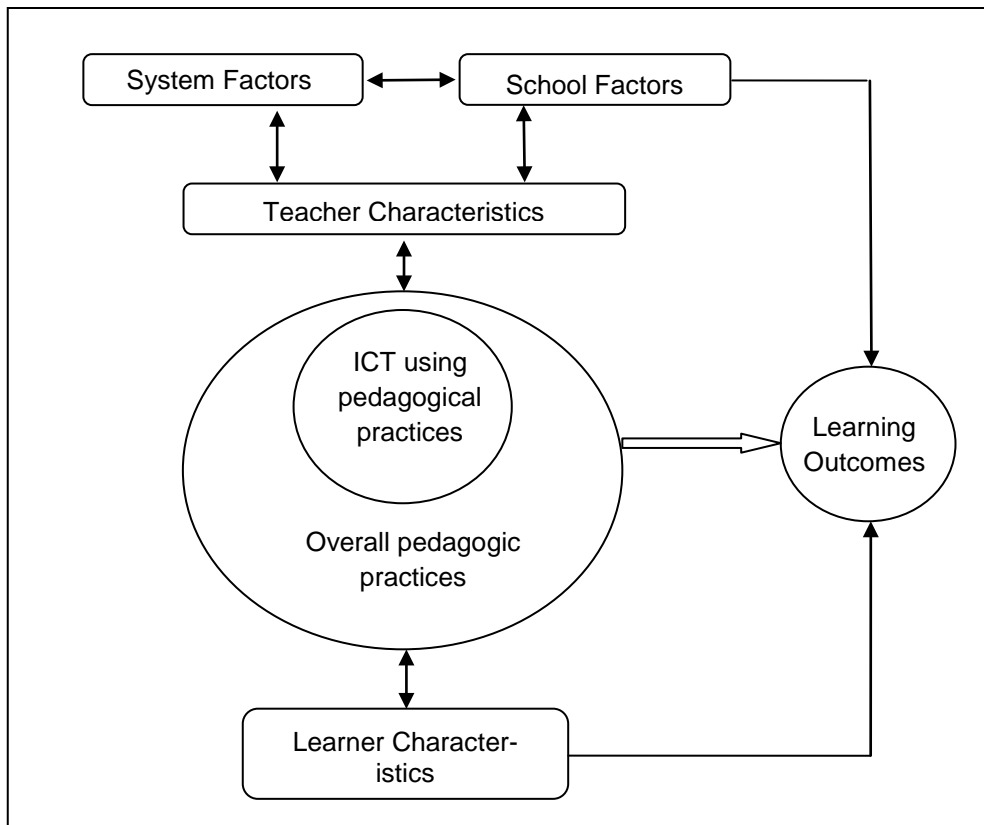 System Factors
School Factors
Teacher Characteristics
ICT using
pedagogical
practices
Learning
Outcomes
Overall pedagogic
practices
Learner Character-
istics